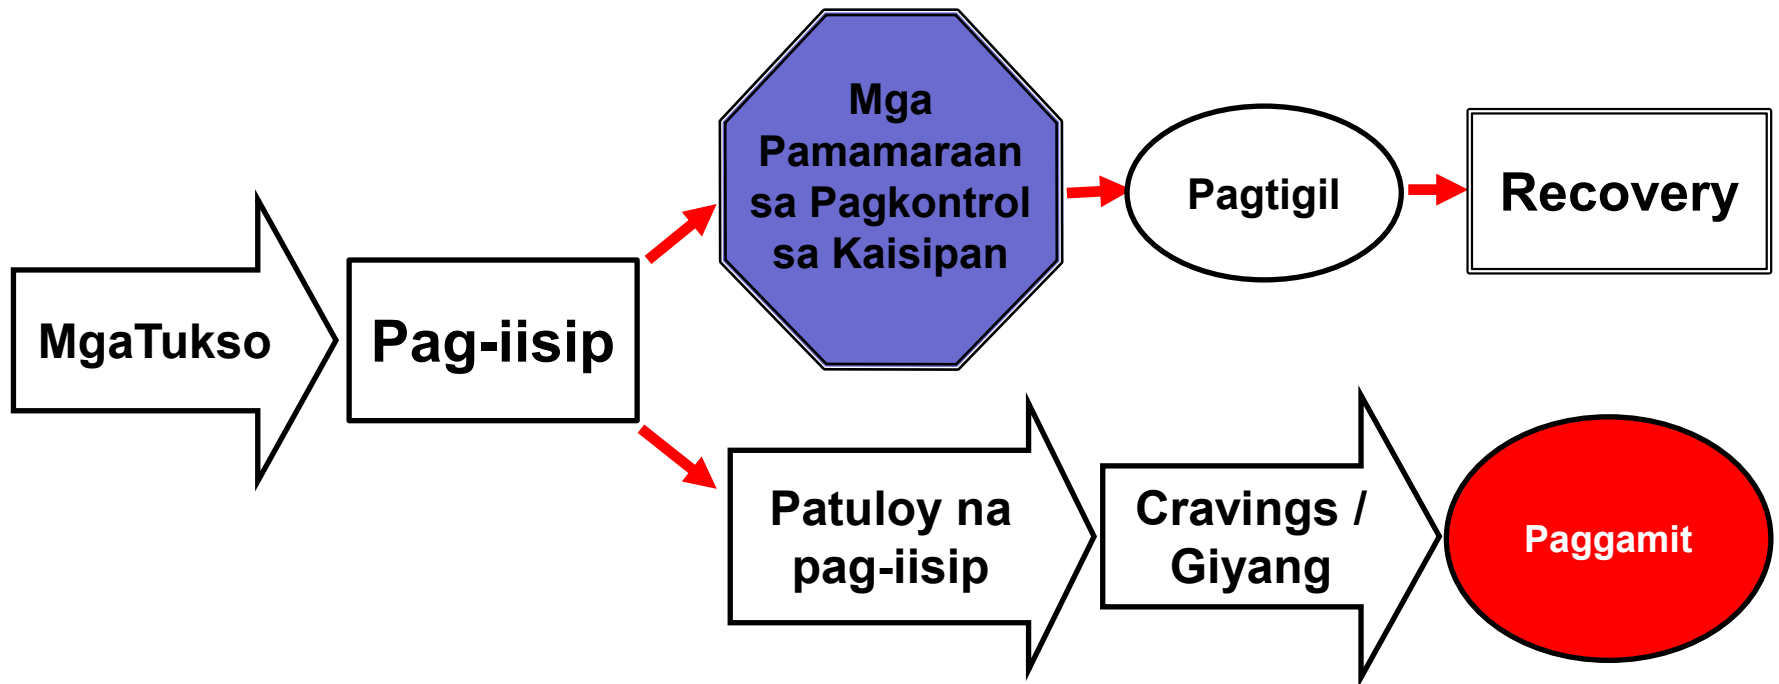 MgaTukso
Pag-iisip
Mga
Pamamaraan
sa Pagkontrol
sa Kaisipan
Pagtigil
Recovery
Patuloy na
pag-iisip
Cravings /
Giyang
Paggamit